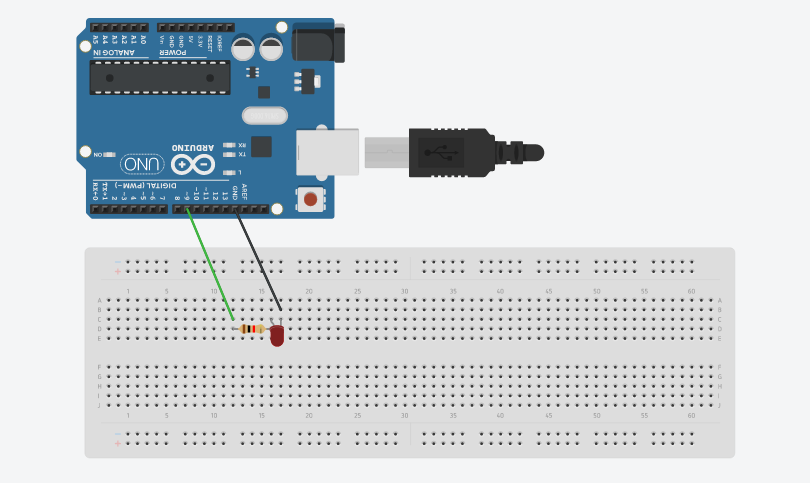 A5 A4 A3 A2 A1 A0 Vin GND GND 5V 3.3V RESET IOREF
ANALOG IN POWER
RX
TX
ON UNO ARDUINO
L
DIGITAL (PWM~)
RX←0 TX→1 2 ~3 4 ~5 ~6 7 8 ~9 ~10 ~11 12 13 GND AREF
1 5 10 15 20 25 30 35 40 45 50 55 60
A A
B B
C C
D D
E E
F F
G G
H H
I I
J J
1 5 10 15 20 25 30 35 40 45 50 55 60